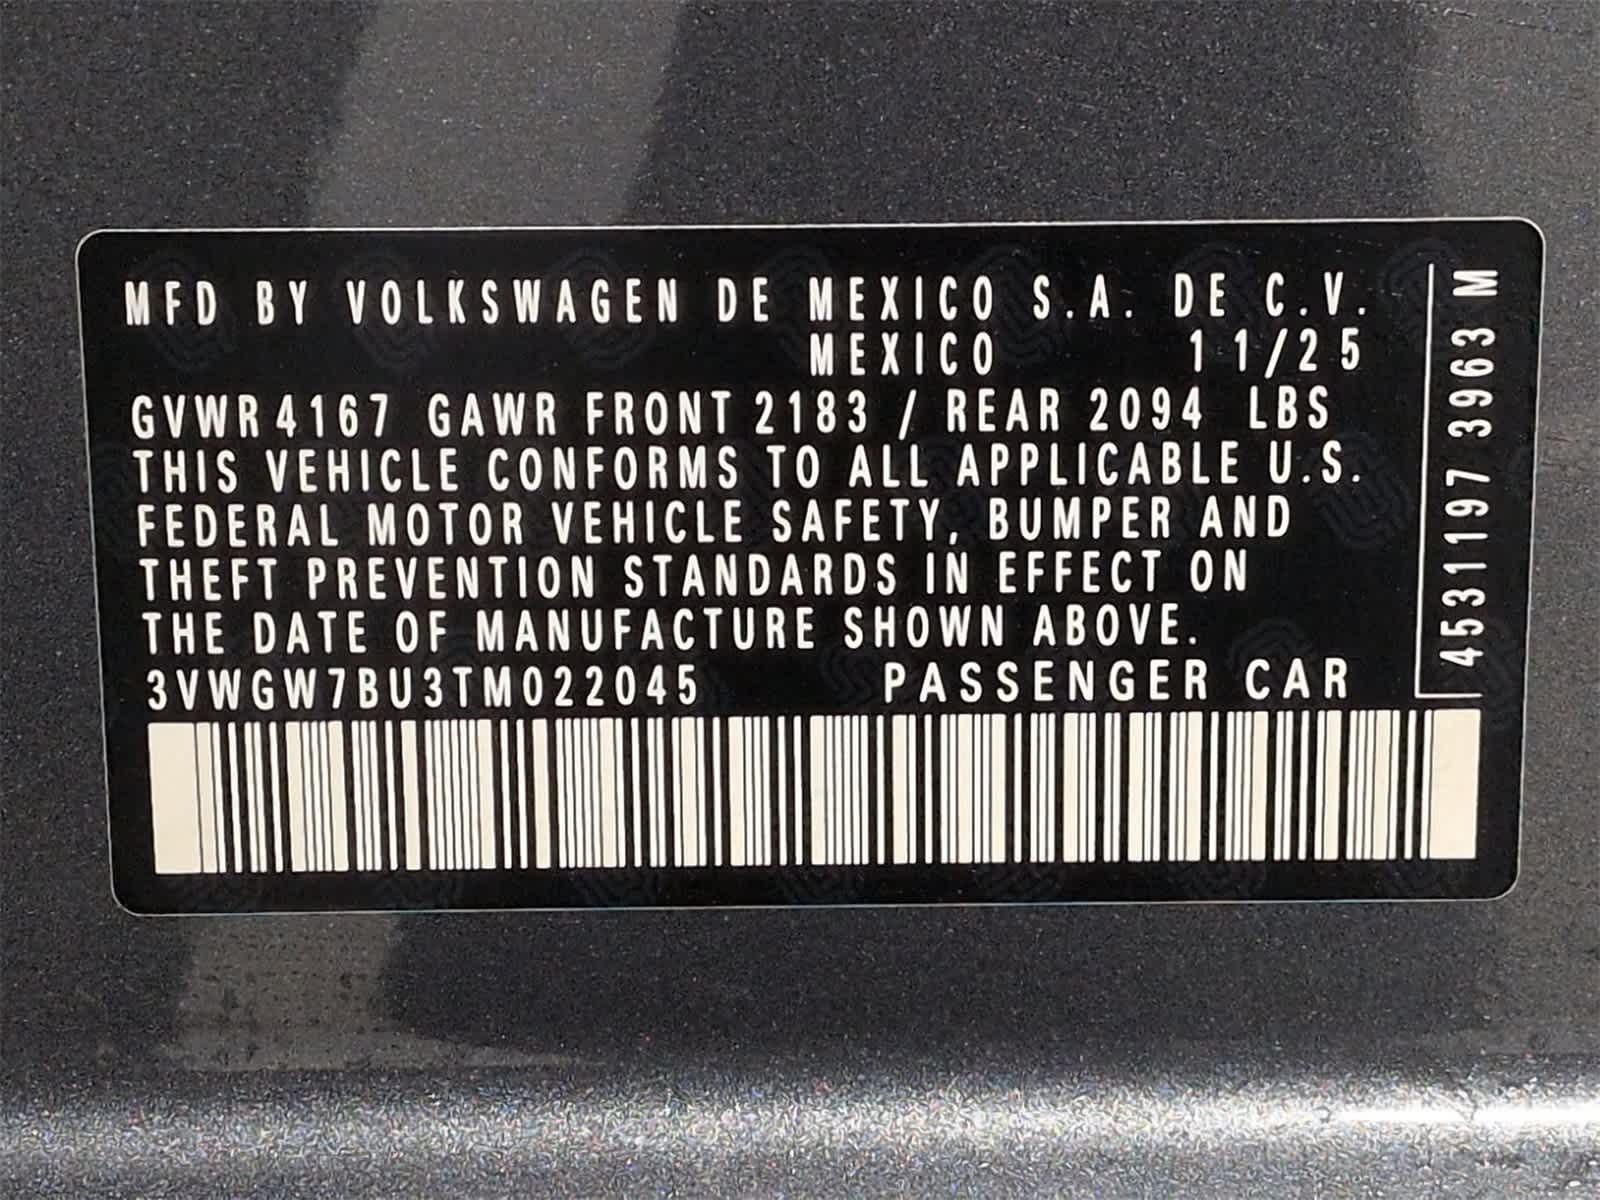 MFD BY VOLKSWAGEN DE MEXICO S.A. DE C.V.
MEXICO 11/25
GVWR 4167 GAWR FRONT 2183 / REAR 2094 LBS
THIS VEHICLE CONFORMS TO ALL APPLICABLE U.S.
FEDERAL MOTOR VEHICLE SAFETY, BUMPER AND
THEFT PREVENTION STANDARDS IN EFFECT ON
THE DATE OF MANUFACTURE SHOWN ABOVE.
3VWGW7BU3TM022045 PASSENGER CAR
4531197 3963 M